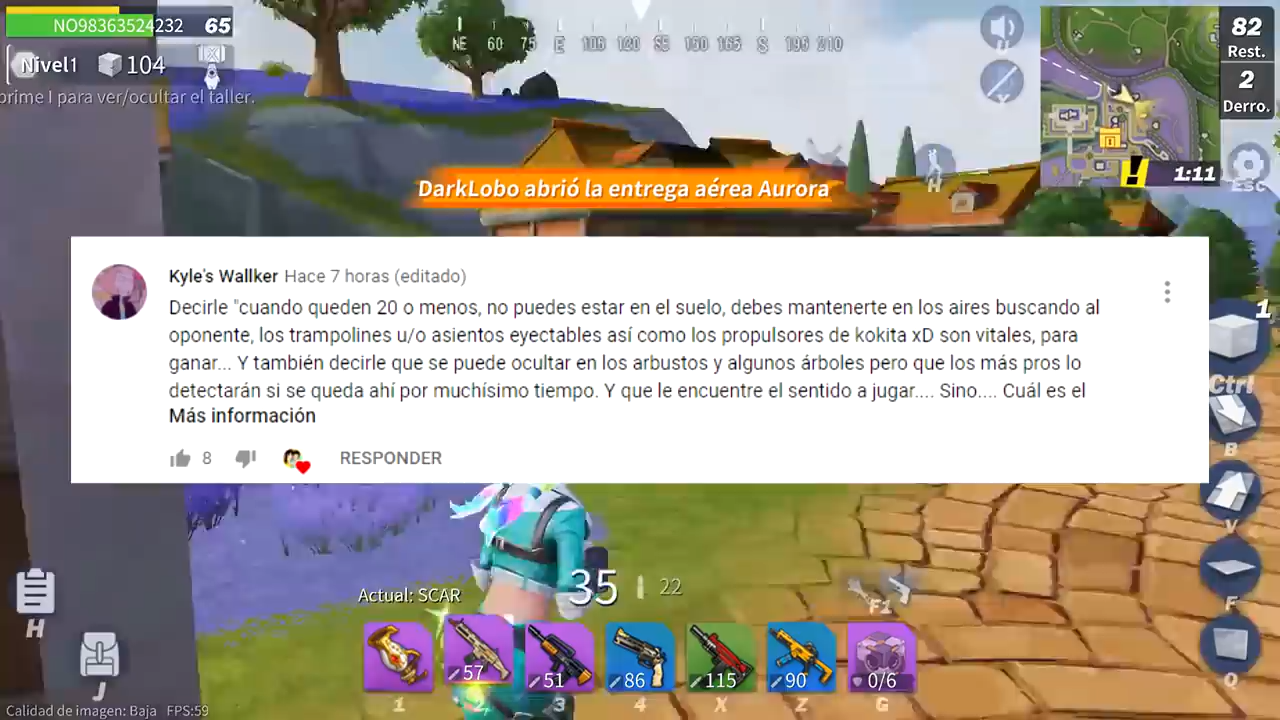 NO98363524232 65
Nivel1 104
prime I para ver/ocultar el taller.
NE 60 75 E 105 120 SE 150 165 S 195 210
82
Rest.
2
Derro.
1:11
ESC
H
DarkLobo abrió la entrega aérea Aurora
Kyle's Wallker Hace 7 horas (editado)
Decirle "cuando queden 20 o menos, no puedes estar en el suelo, debes mantenerte en los aires buscando al
oponente, los trampolines u/o asientos eyectables así como los propulsores de kokita xD son vitales, para
ganar... Y también decirle que se puede ocultar en los arbustos y algunos árboles pero que los más pros lo
detectarán si se queda ahí por muchísimo tiempo. Y que le encuentre el sentido a jugar.... Sino.... Cuál es el
Más información
8 RESPONDER
1
Ctrl
B
V
F
Q
35 22
Actual: SCAR
F1
57 51 86 115 90 0/6
1 2 3 4 X Z G
H
J
Calidad de imagen: Baja FPS:59